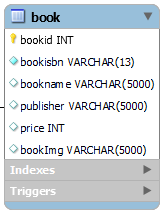 book
bookid INT
bookisbn VARCHAR(13)
bookname VARCHAR(5000)
publisher VARCHAR(5000)
price INT
bookImg VARCHAR(5000)
Indexes
Triggers